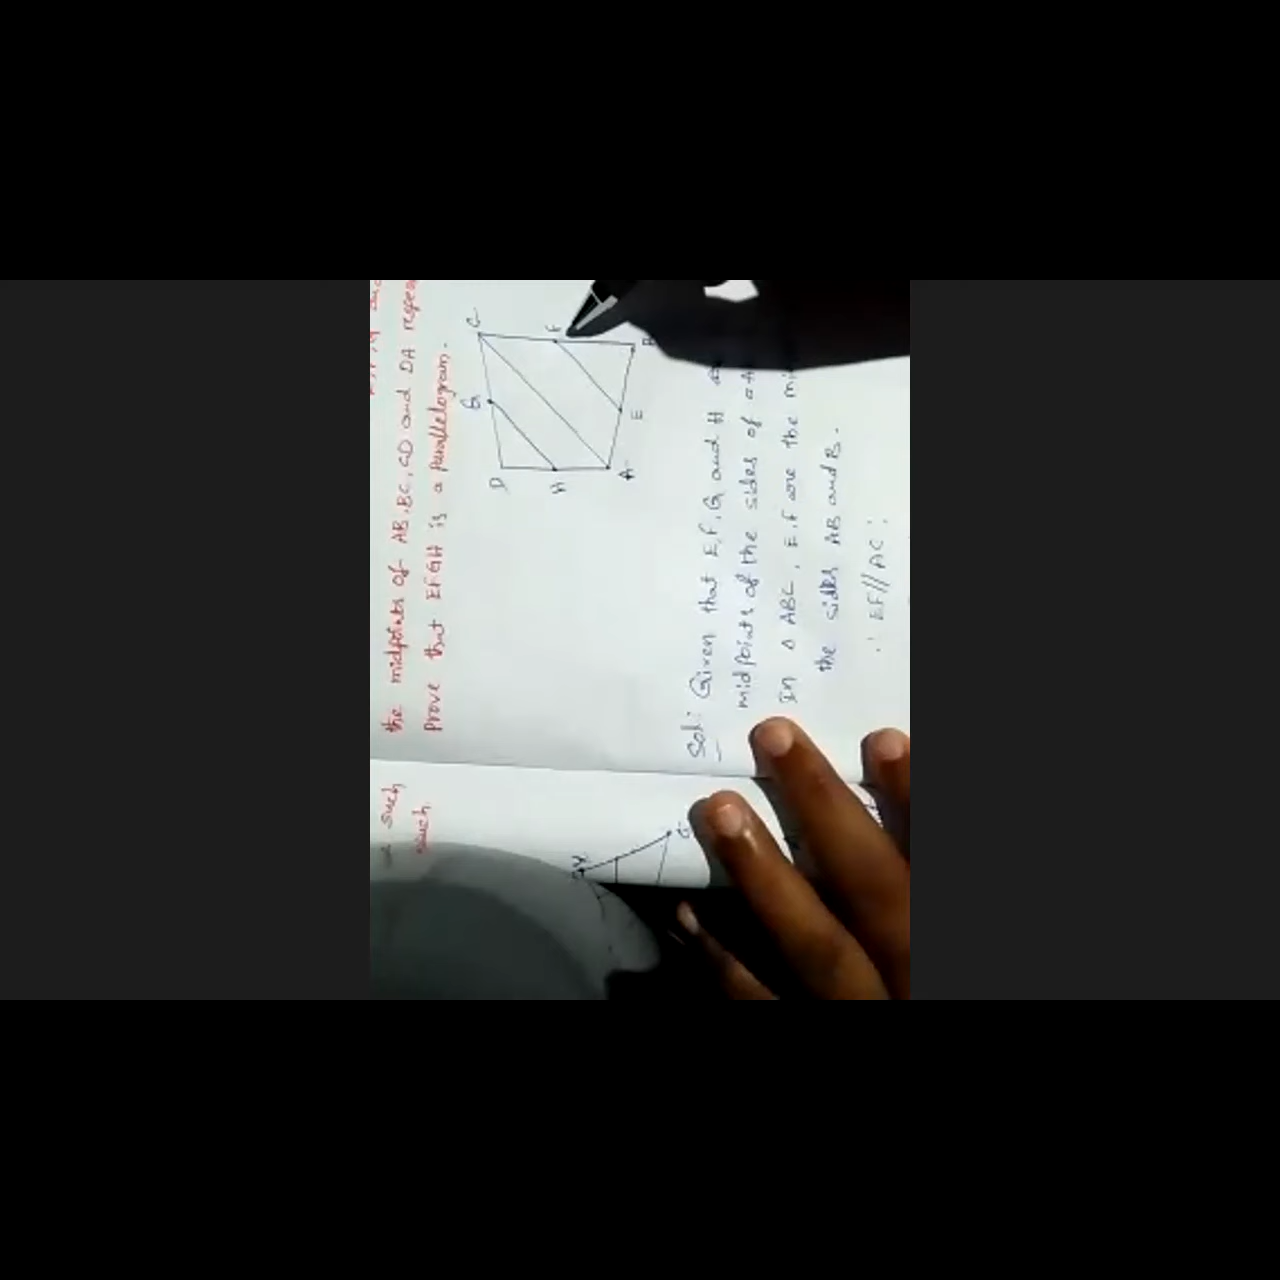 such
such
the midpoints of AB, BC, CD and DA respe
Prove that EFGH is a parallelogram.
D
G
C
H
F
A
E
B
Sol: Given that E, F, G and H
midpoints of the sides of
In Δ ABC, E, F are the mi
the sides AB and B.
∴ EF // AC :
G